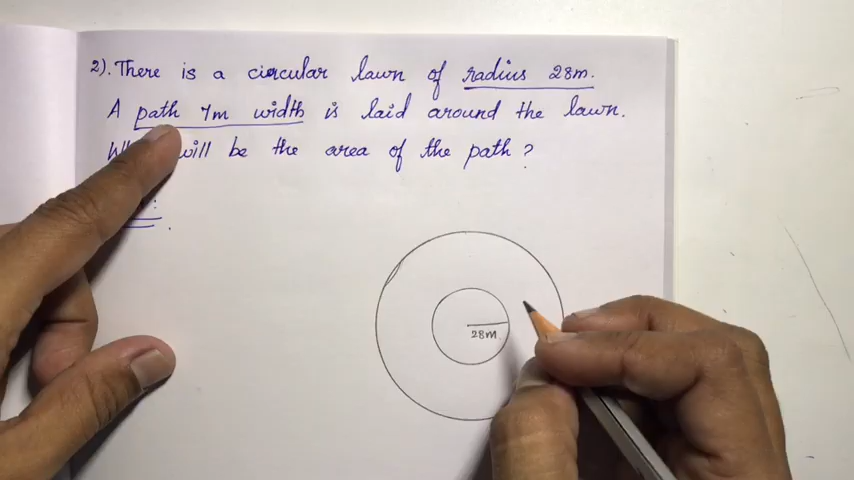 2). There is a circular lawn of radius 28m.
A path 7m width is laid around the lawn.
will be the area of the path ?
28m